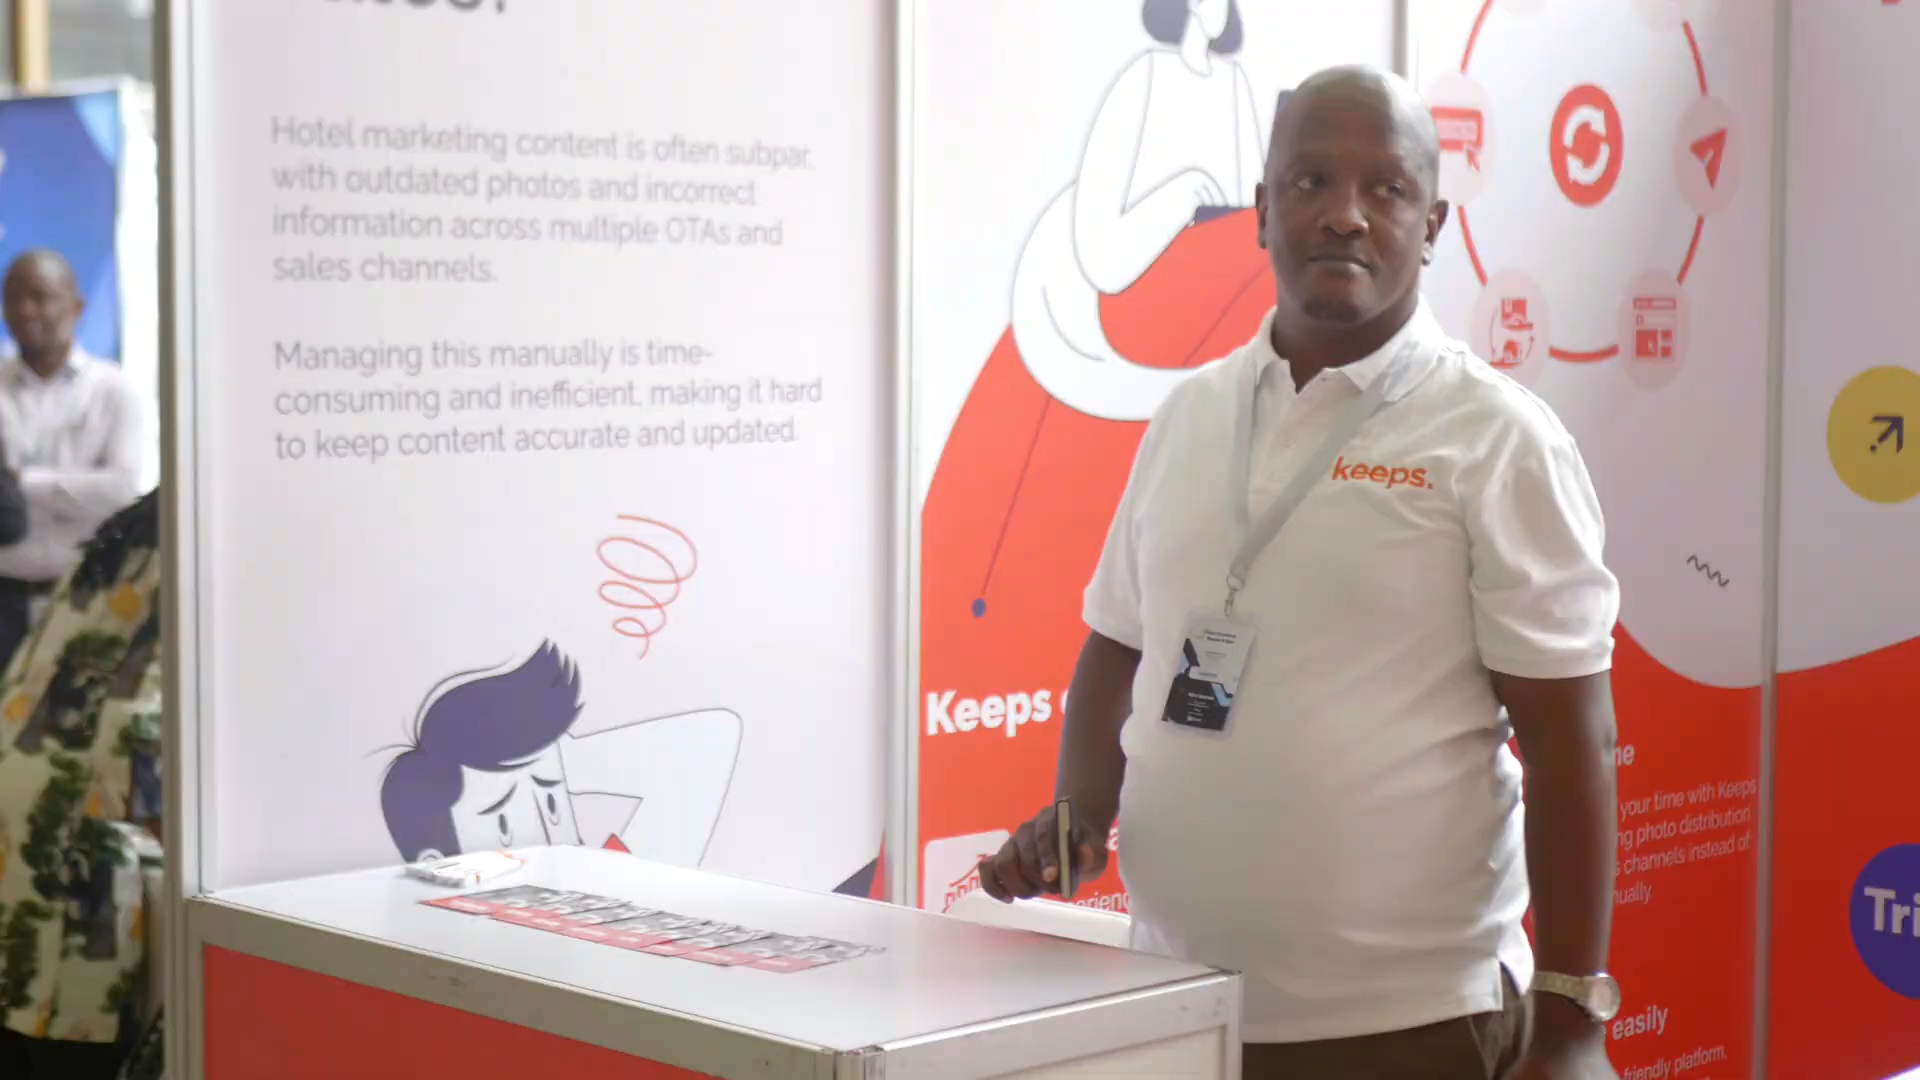 Hotel marketing content is often subpar,
with outdated photos and incorrect
information across multiple OTAs and
sales channels.
Managing this manually is time-
consuming and inefficient, making it hard
to keep content accurate and updated.
keeps.
Keeps
your time with Keeps
photo distribution
channels instead of
easily
friendly platform,
Tri